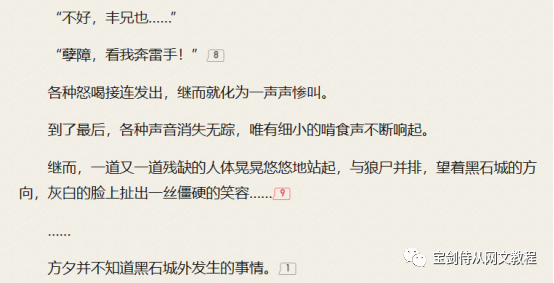 “不好，丰兄也……”
“孽障，看我奔雷手！” 8
各种怒喝接连发出，继而就化为一声声惨叫。
到了最后，各种声音消失无踪，唯有细小的啃食声不断响起。
继而，一道又一道残缺的人体晃晃悠悠地站起，与狼尸并排，望着黑石城的方
向，灰白的脸上扯出一丝僵硬的笑容…… 9
……
方夕并不知道黑石城外发生的事情。 1
宝剑侍从网文教程